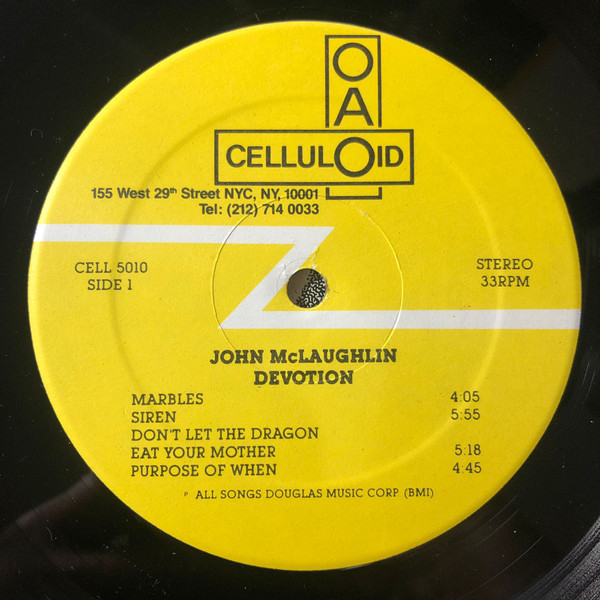 OAO
CELLULOID
155 West 29th Street NYC, NY, 10001
Tel: (212) 714 0033
CELL 5010
SIDE 1
STEREO
33RPM
JOHN McLAUGHLIN
DEVOTION
MARBLES 4:05
SIREN 5:55
DON'T LET THE DRAGON
EAT YOUR MOTHER 5:18
PURPOSE OF WHEN 4:45
P ALL SONGS DOUGLAS MUSIC CORP (BMI)